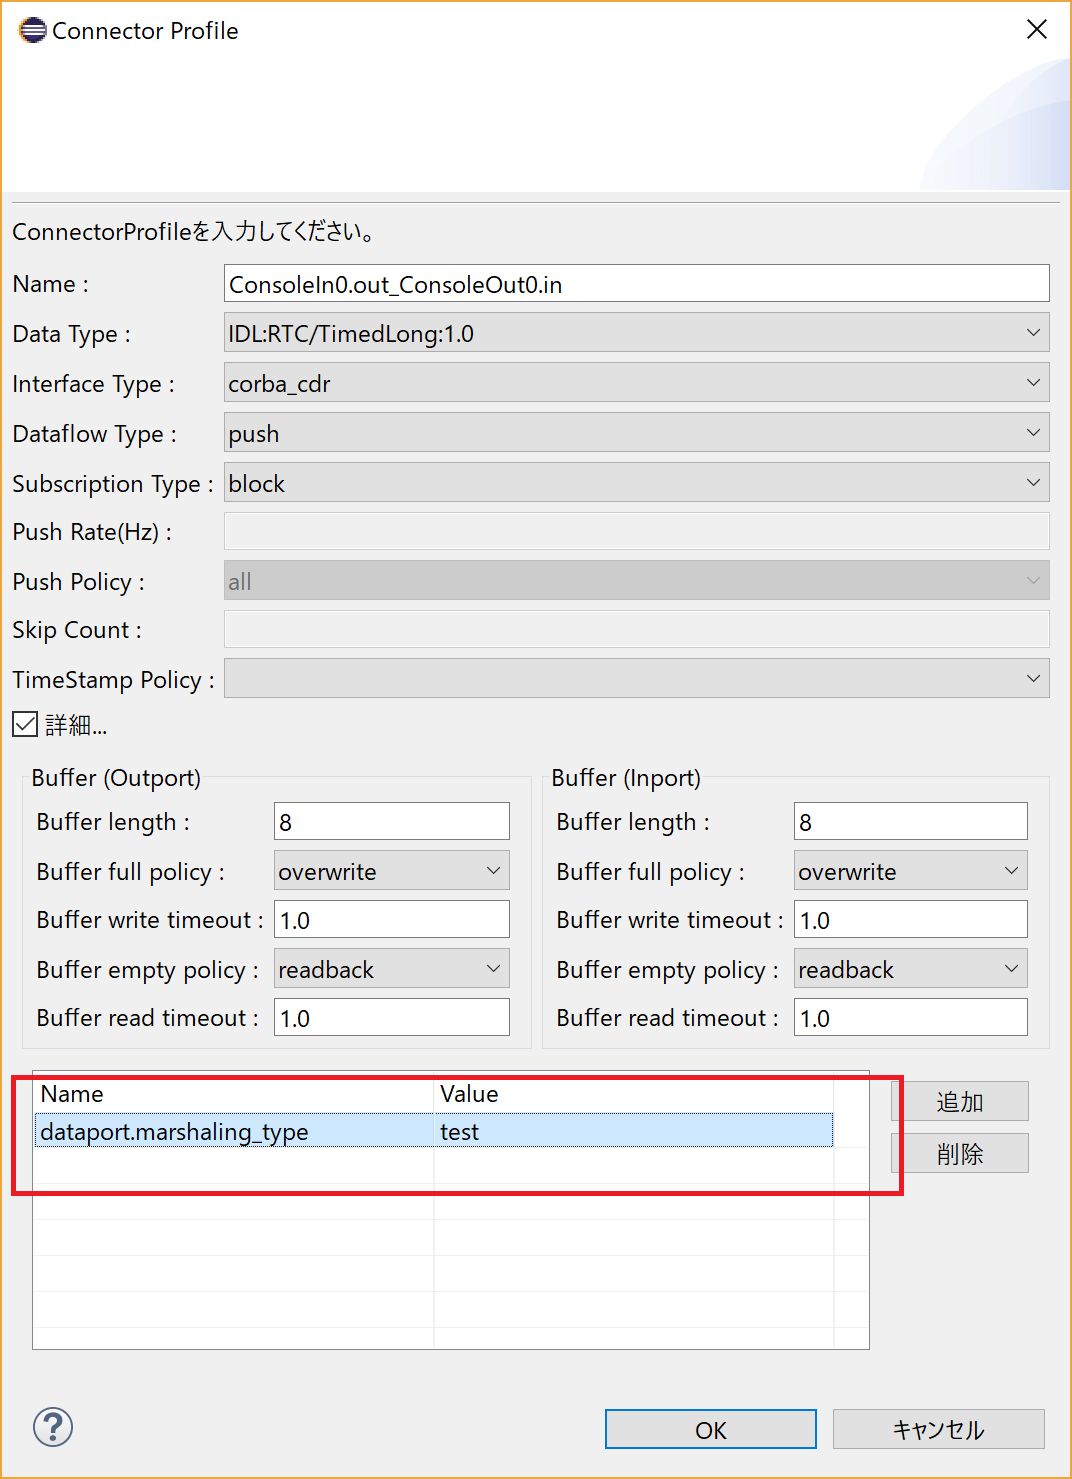 Connector Profile
ConnectorProfileを入力してください。
Name :
ConsoleIn0.out_ConsoleOut0.in
Data Type :
IDL:RTC/TimedLong:1.0
Interface Type :
corba_cdr
Dataflow Type :
push
Subscription Type :
block
Push Rate(Hz) :
Push Policy :
all
Skip Count :
TimeStamp Policy :
詳細...
Buffer (Outport)
Buffer length :
8
Buffer full policy :
overwrite
Buffer write timeout :
1.0
Buffer empty policy :
readback
Buffer read timeout :
1.0
Buffer (Inport)
Buffer length :
8
Buffer full policy :
overwrite
Buffer write timeout :
1.0
Buffer empty policy :
readback
Buffer read timeout :
1.0
Name Value
dataport.marshaling_type test
追加
削除
?
OK
キャンセル